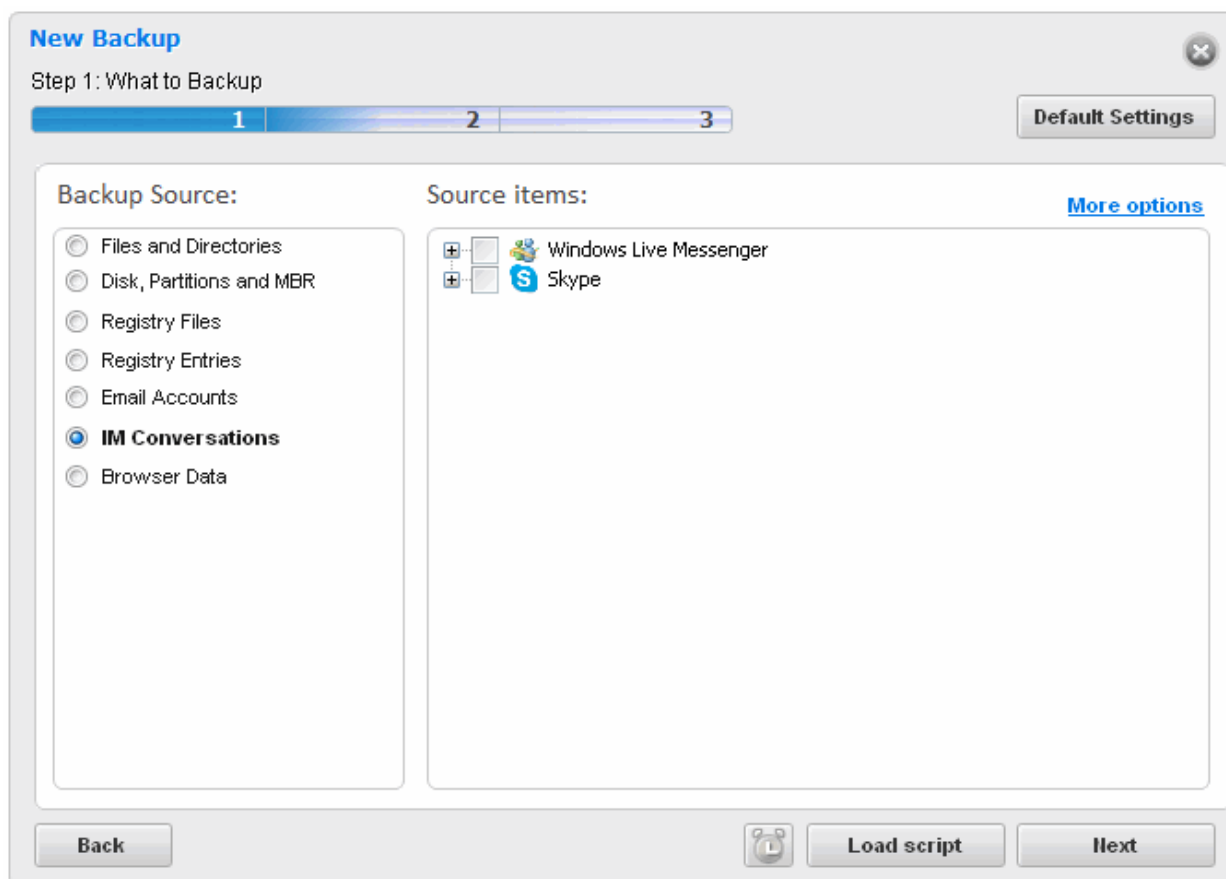 New Backup
Step 1: What to Backup
1 2 3
Default Settings
Backup Source:
Files and Directories
Disk, Partitions and MBR
Registry Files
Registry Entries
Email Accounts
IM Conversations
Browser Data
Source items:
More options
Windows Live Messenger
Skype
Back
Load script
Next